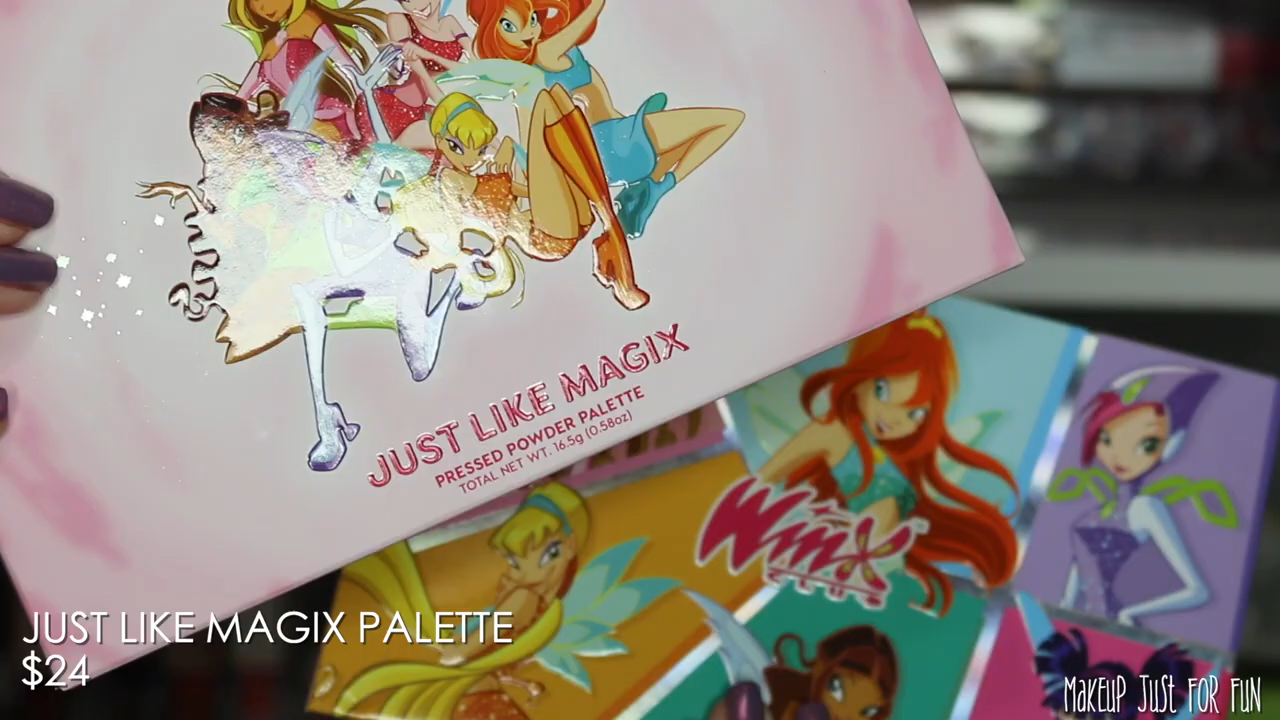 JUST LIKE MAGIX
PRESSED POWDER PALETTE
TOTAL NET WT. 16.5g (0.58oz)
Winx
CLUB
JUST LIKE MAGIX PALETTE
$24
MAKEUP JUST FOR FUN